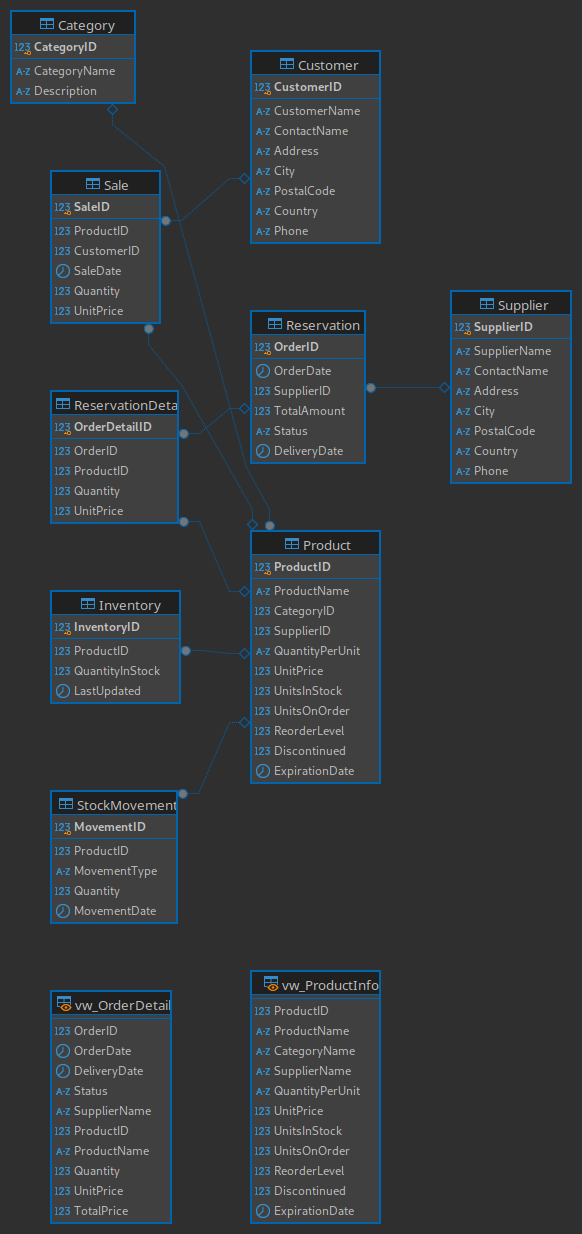 Category
123 CategoryID
A-Z CategoryName
A-Z Description
Customer
123 CustomerID
A-Z CustomerName
A-Z ContactName
A-Z Address
A-Z City
A-Z PostalCode
A-Z Country
A-Z Phone
Sale
123 SaleID
123 ProductID
123 CustomerID
SaleDate
123 Quantity
123 UnitPrice
Reservation
123 OrderID
OrderDate
123 SupplierID
123 TotalAmount
A-Z Status
DeliveryDate
Supplier
123 SupplierID
A-Z SupplierName
A-Z ContactName
A-Z Address
A-Z City
A-Z PostalCode
A-Z Country
A-Z Phone
ReservationDeta
123 OrderDetailID
123 OrderID
123 ProductID
123 Quantity
123 UnitPrice
Product
123 ProductID
A-Z ProductName
123 CategoryID
123 SupplierID
A-Z QuantityPerUnit
123 UnitPrice
123 UnitsInStock
123 UnitsOnOrder
123 ReorderLevel
123 Discontinued
ExpirationDate
Inventory
123 InventoryID
123 ProductID
123 QuantityInStock
LastUpdated
StockMovement
123 MovementID
123 ProductID
A-Z MovementType
123 Quantity
MovementDate
vw_OrderDetail
123 OrderID
OrderDate
DeliveryDate
A-Z Status
A-Z SupplierName
123 ProductID
A-Z ProductName
123 Quantity
123 UnitPrice
123 TotalPrice
vw_ProductInfo
123 ProductID
A-Z ProductName
A-Z CategoryName
A-Z SupplierName
A-Z QuantityPerUnit
123 UnitPrice
123 UnitsInStock
123 UnitsOnOrder
123 ReorderLevel
123 Discontinued
ExpirationDate